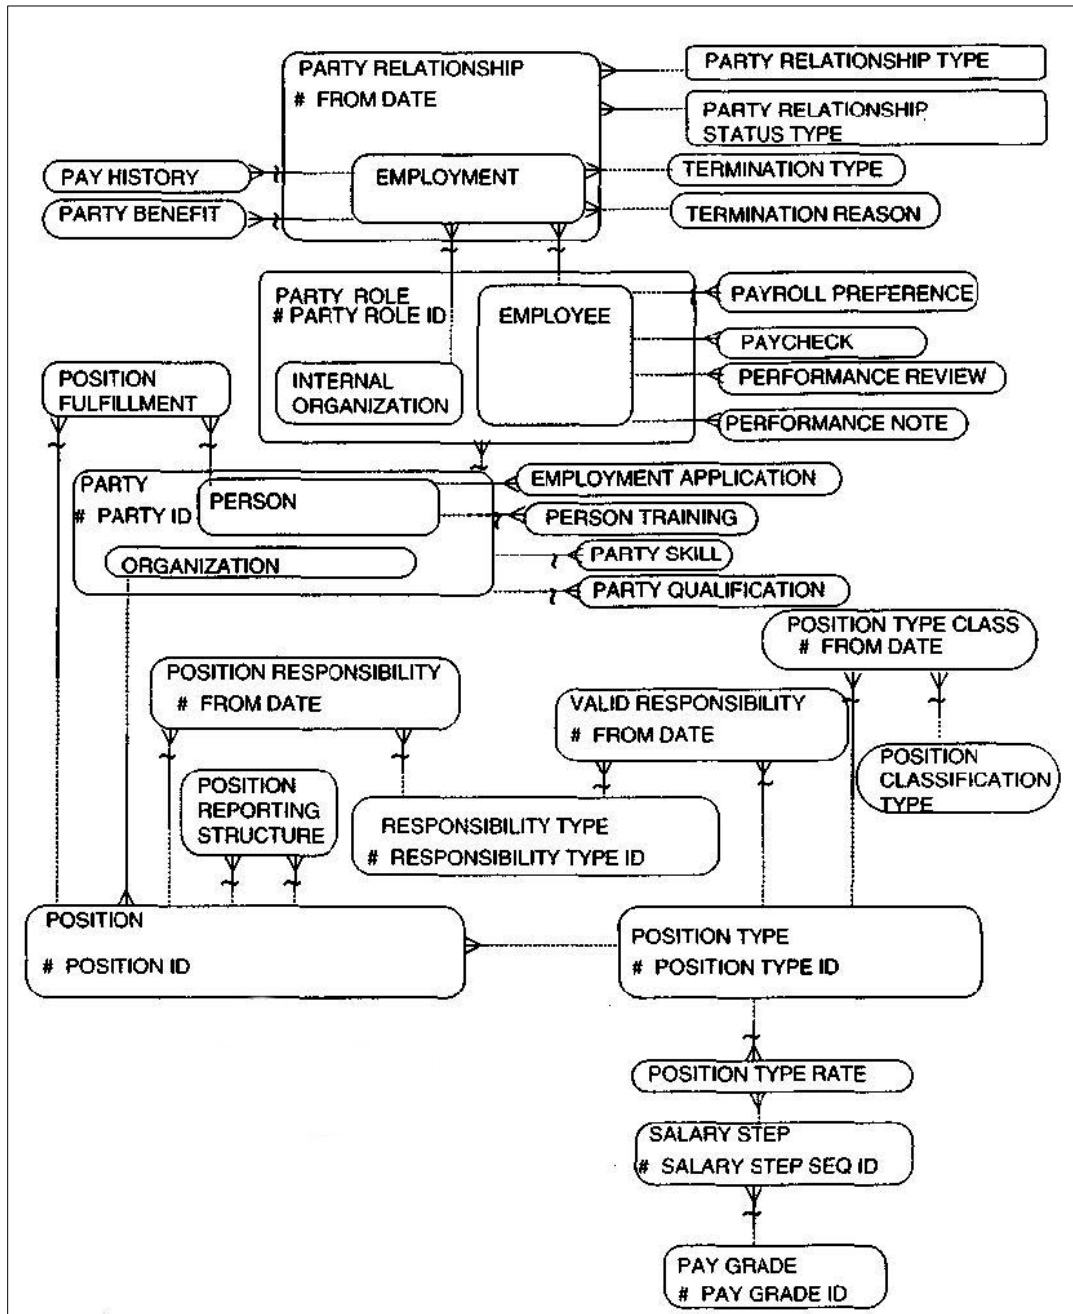 PARTY RELATIONSHIP
# FROM DATE
PARTY RELATIONSHIP TYPE
PARTY RELATIONSHIP
STATUS TYPE
PAY HISTORY
EMPLOYMENT
TERMINATION TYPE
PARTY BENEFIT
TERMINATION REASON
PARTY ROLE
# PARTY ROLE ID
EMPLOYEE
PAYROLL PREFERENCE
PAYCHECK
POSITION
FULFILLMENT
INTERNAL
ORGANIZATION
PERFORMANCE REVIEW
PERFORMANCE NOTE
PARTY
# PARTY ID
PERSON
EMPLOYMENT APPLICATION
PERSON TRAINING
ORGANIZATION
PARTY SKILL
PARTY QUALIFICATION
POSITION TYPE CLASS
# FROM DATE
POSITION RESPONSIBILITY
# FROM DATE
VALID RESPONSIBILITY
# FROM DATE
POSITION
CLASSIFICATION
TYPE
POSITION
REPORTING
STRUCTURE
RESPONSIBILITY TYPE
# RESPONSIBILITY TYPE ID
POSITION
# POSITION ID
POSITION TYPE
# POSITION TYPE ID
POSITION TYPE RATE
SALARY STEP
# SALARY STEP SEQ ID
PAY GRADE
# PAY GRADE ID